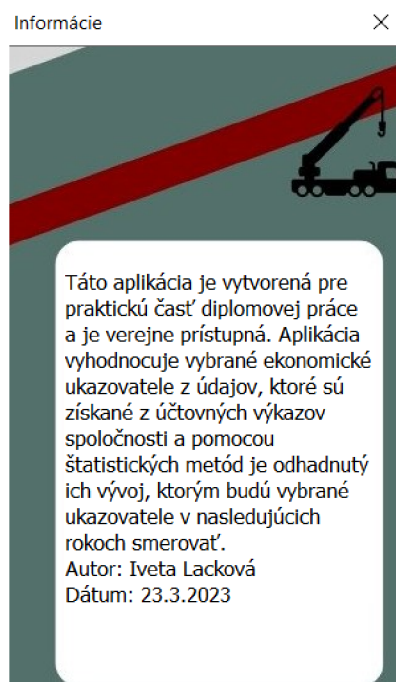 Informácie
Táto aplikácia je vytvorená pre
praktickú časť diplomovej práce
a je verejne prístupná. Aplikácia
vyhodnocuje vybrané ekonomické
ukazovatele z údajov, ktoré sú
získané z účtovných výkazov
spoločnosti a pomocou
štatistických metód je odhadnutý
ich vývoj, ktorým budú vybrané
ukazovatele v nasledujúcich
rokoch smerovať.
Autor: Iveta Lacková
Dátum: 23.3.2023